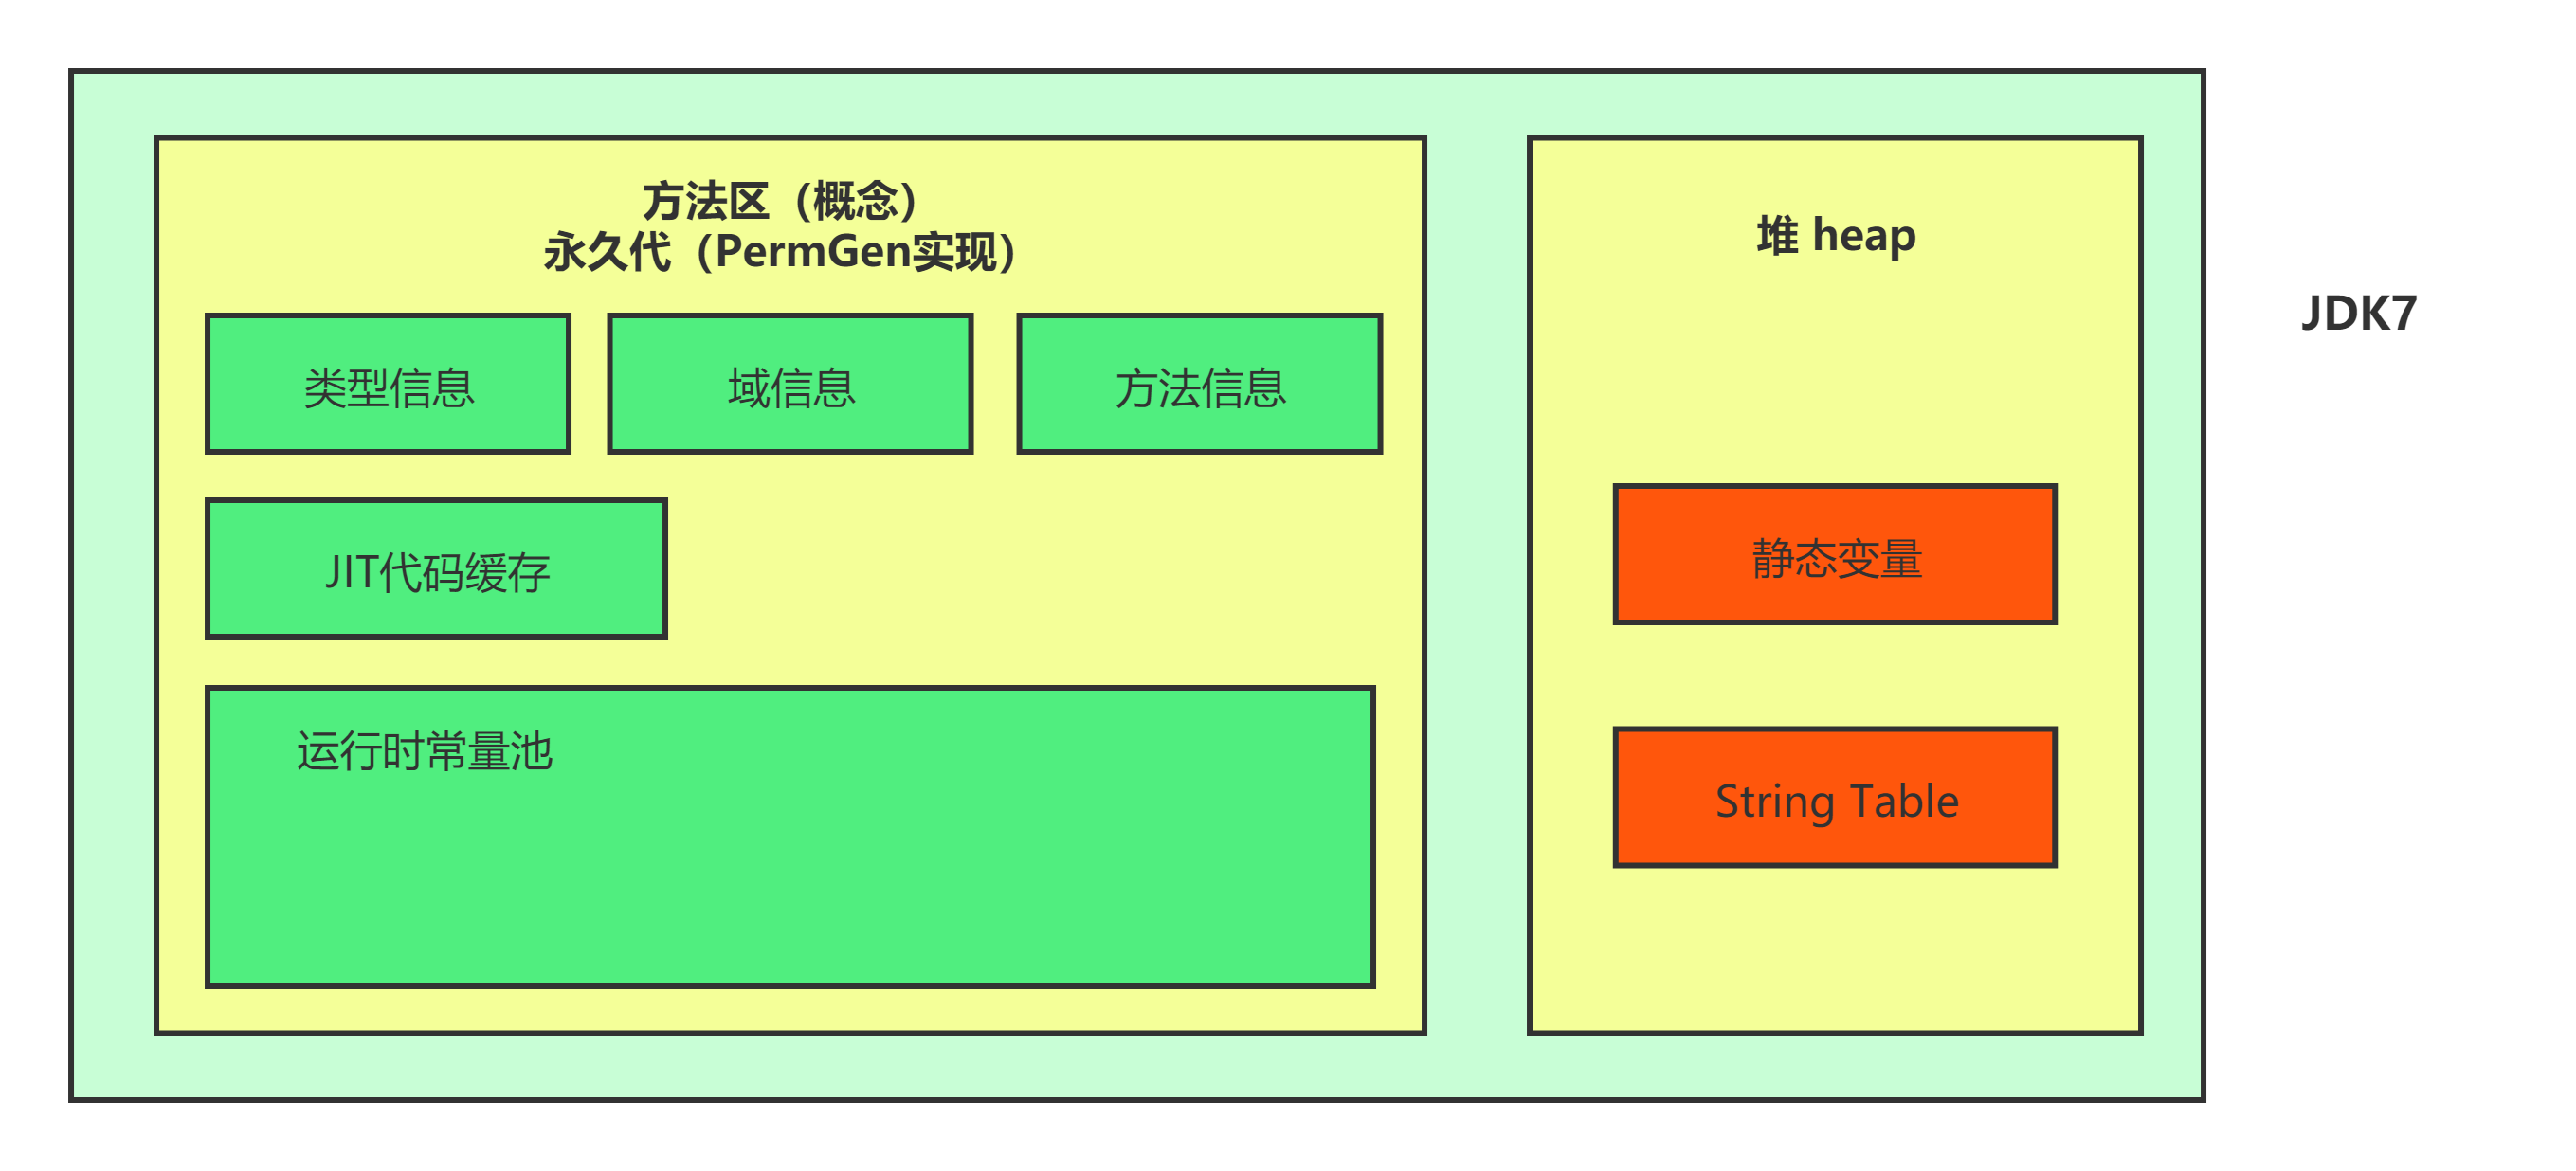 方法区（概念）
永久代（PermGen实现）
类型信息
域信息
方法信息
JIT代码缓存
运行时常量池
堆 heap
静态变量
String Table
JDK7